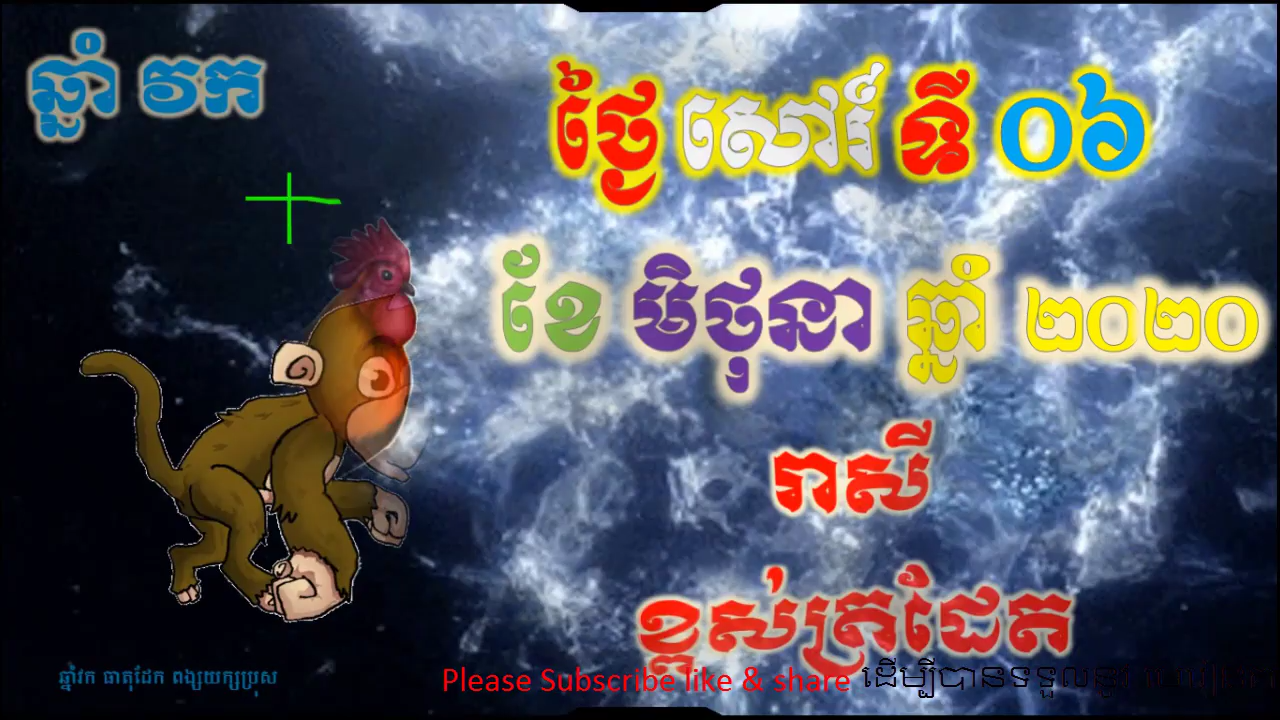 ឆ្នាំ វក
ថ្ងៃ សៅរ៍ ទី ០៦
ខែ មិថុនា ឆ្នាំ ២០២០
រាសី
ខ្ពស់ត្រដែត
ឆ្នាំវក ធាតុដែក ពង្សយក្សប្រុស
Please Subscribe like & share ដើម្បីបានទទួលនូវ